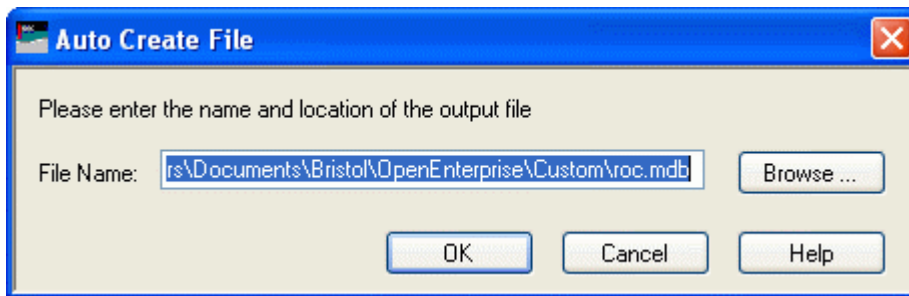 Auto Create File
Please enter the name and location of the output file
File Name: rs\Documents\Bristol\OpenEnterprise\Custom\roc.mdb Browse ...
OK Cancel Help